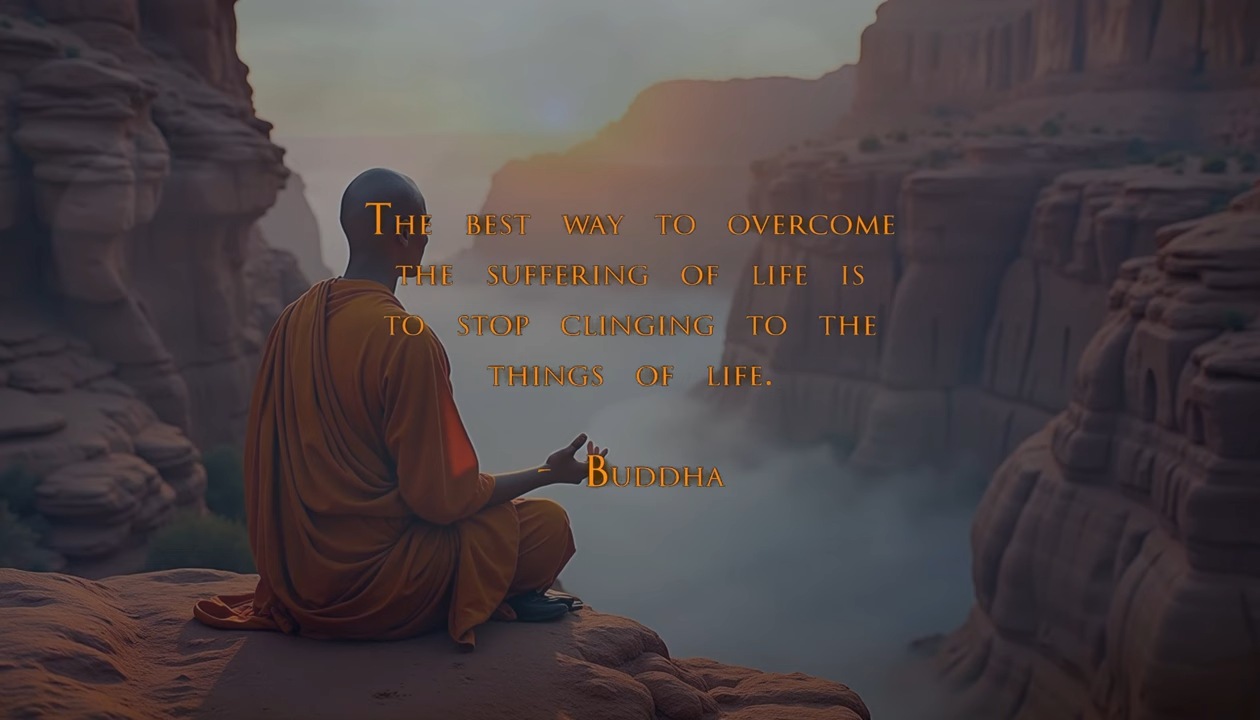 The best way to overcome
the suffering of life is
to stop clinging to the
things of life.
- Buddha